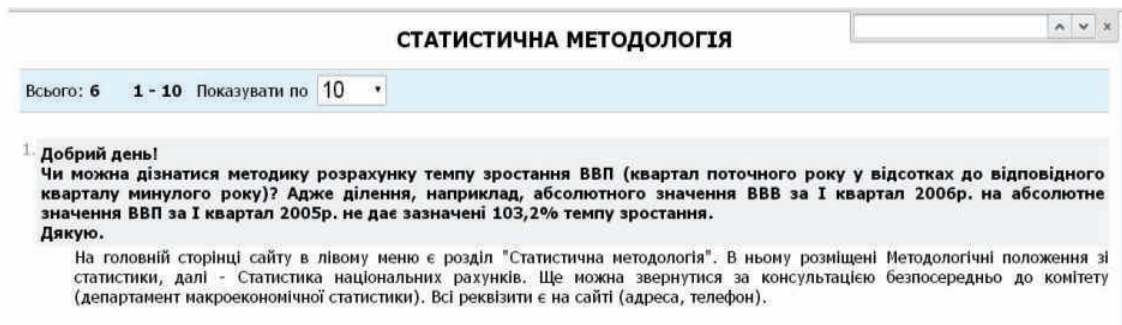 СТАТИСТИЧНА МЕТОДОЛОГІЯ
Всього: 6 1 - 10 Показувати по 10
1. Добрий день!
Чи можна дізнатися методику розрахунку темпу зростання ВВП (квартал поточного року у відсотках до відповідного
кварталу минулого року)? Адже ділення, наприклад, абсолютного значення ВВВ за І квартал 2006р. на абсолютне
значення ВВП за І квартал 2005р. не дає зазначені 103,2% темпу зростання.
Дякую.
На головній сторінці сайту в лівому меню є розділ "Статистична методологія". В ньому розміщені Методологічні положення зі
статистики, далі - Статистика національних рахунків. Ще можна звернутися за консультацією безпосередньо до комітету
(департамент макроекономічної статистики). Всі реквізити є на сайті (адреса, телефон).